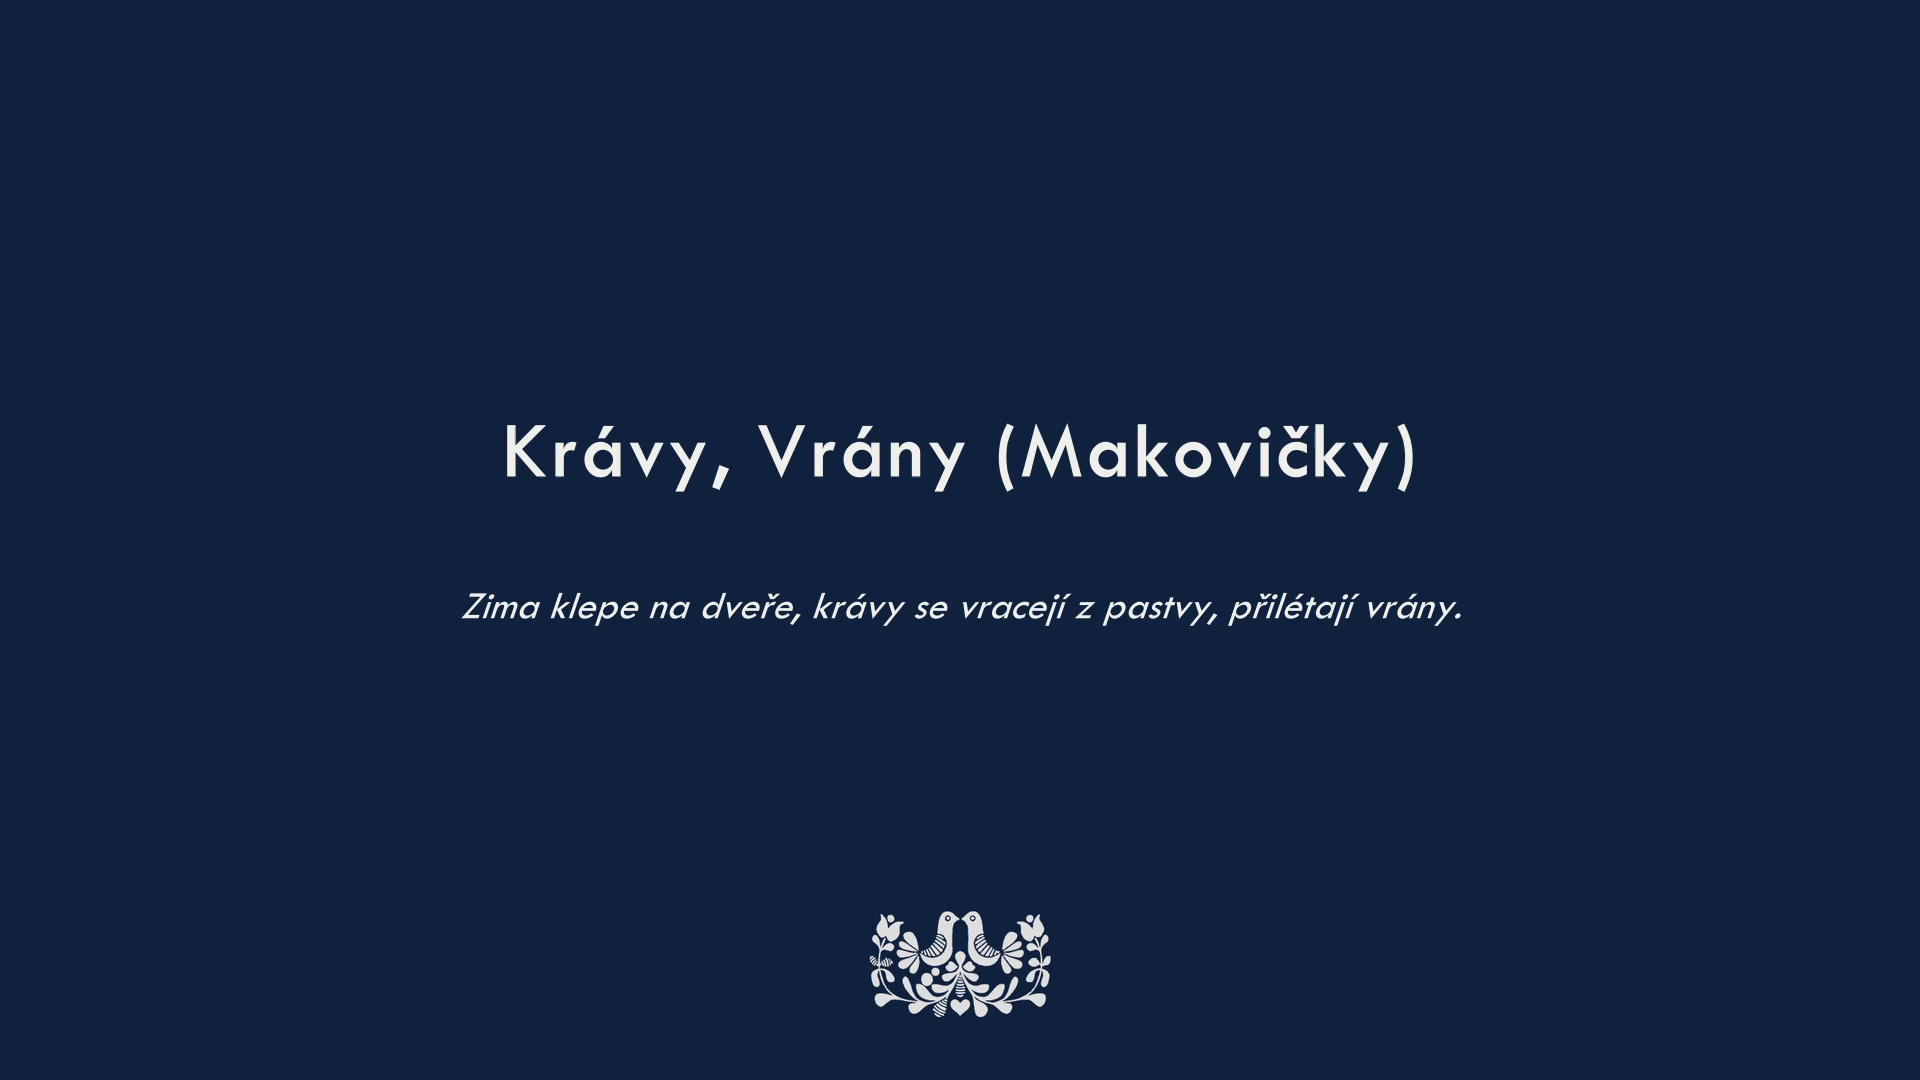 Krávy, Vrány (Makovičky)
Zima klepe na dveře, krávy se vracejí z pastvy, přilétají vrány.